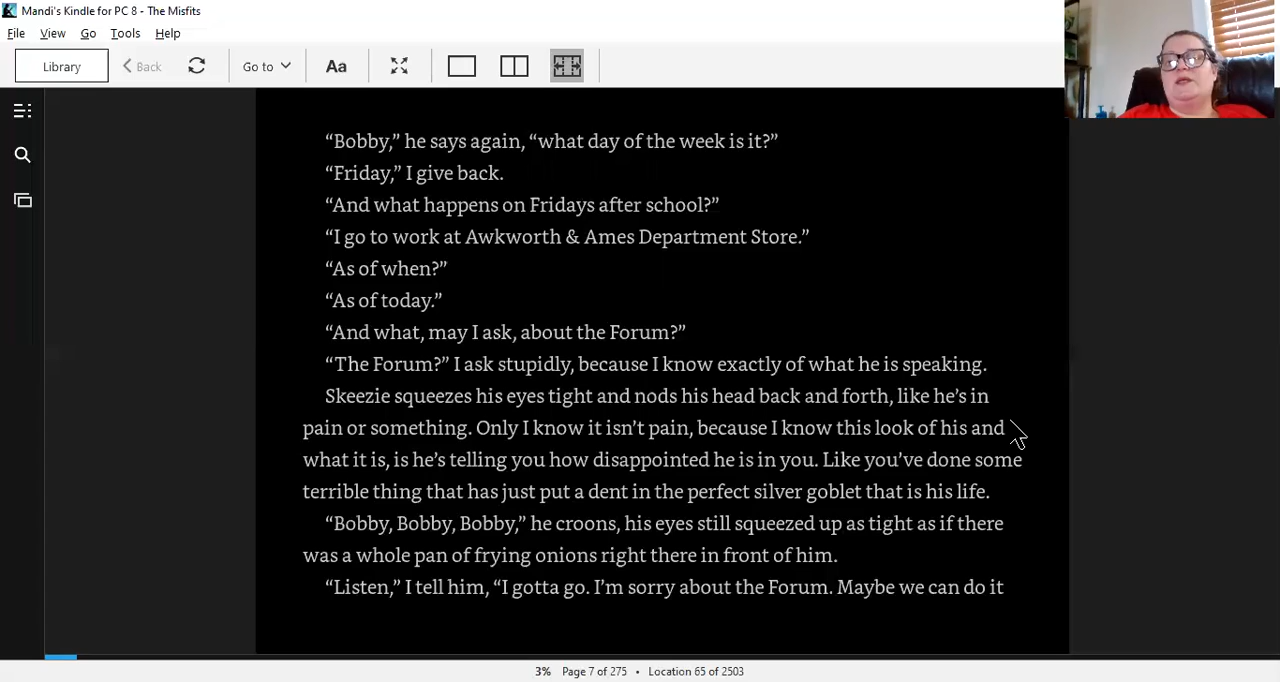 Mandi's Kindle for PC 8 - The Misfits
File View Go Tools Help
Library Back Go to Aa
“Bobby,” he says again, “what day of the week is it?”
“Friday,” I give back.
“And what happens on Fridays after school?”
“I go to work at Awkworth & Ames Department Store.”
“As of when?”
“As of today.”
“And what, may I ask, about the Forum?”
“The Forum?” I ask stupidly, because I know exactly of what he is speaking.
Skeezie squeezes his eyes tight and nods his head back and forth, like he’s in
pain or something. Only I know it isn’t pain, because I know this look of his and
what it is, is he’s telling you how disappointed he is in you. Like you’ve done some
terrible thing that has just put a dent in the perfect silver goblet that is his life.
“Bobby, Bobby, Bobby,” he croons, his eyes still squeezed up as tight as if there
was a whole pan of frying onions right there in front of him.
“Listen,” I tell him, “I gotta go. I’m sorry about the Forum. Maybe we can do it
3% Page 7 of 275 • Location 65 of 2503